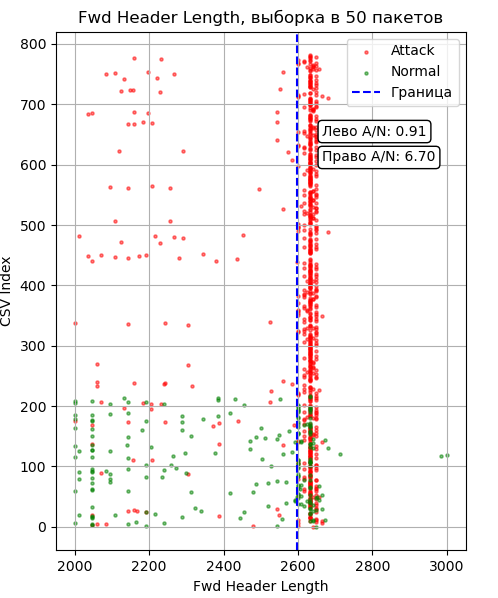 Fwd Header Length, выборка в 50 пакетов
800
700
600
500
400
300
200
100
0
CSV Index
Attack
Normal
Граница
Лево A/N: 0.91
Право A/N: 6.70
2000 2200 2400 2600 2800 3000
Fwd Header Length